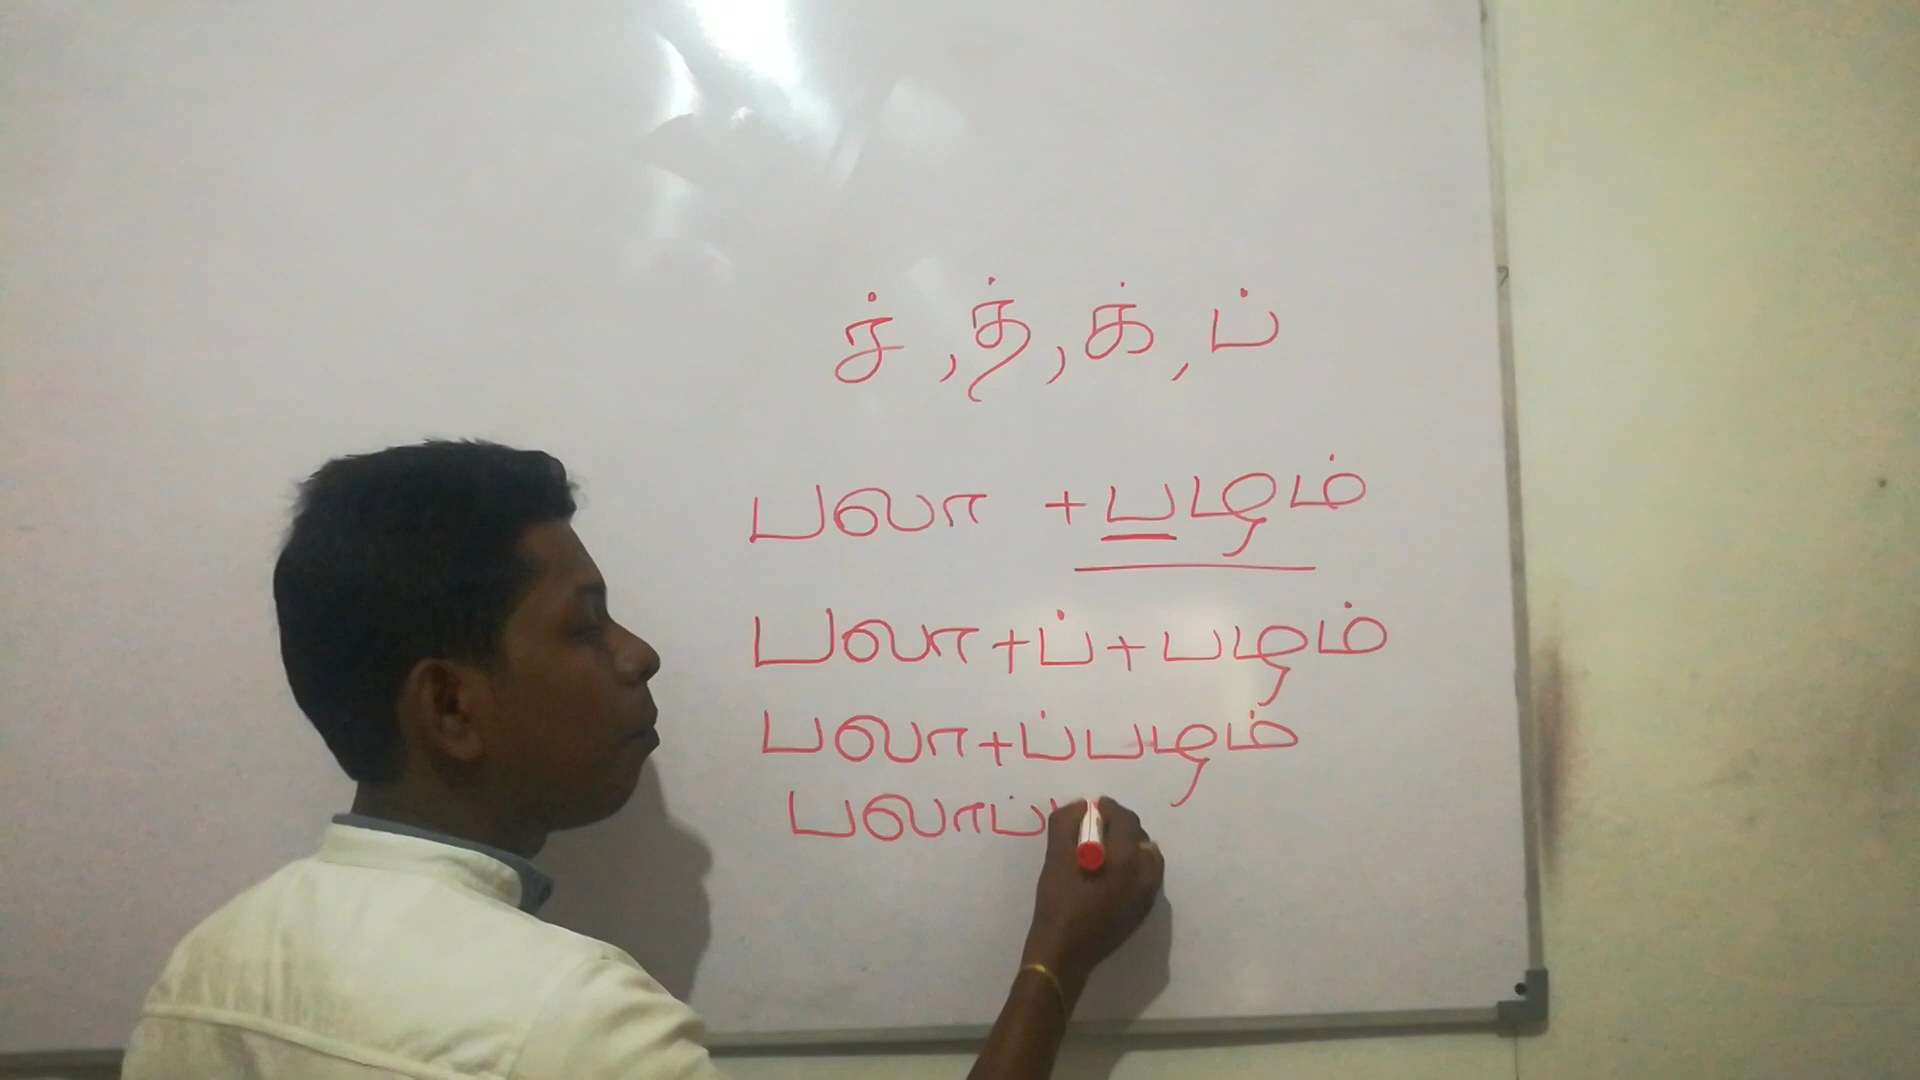 ச் , த் , க் , ப்
பலா + பழம்
பலா + ப் + பழம்
பலா + ப்பழம்
பலாப்